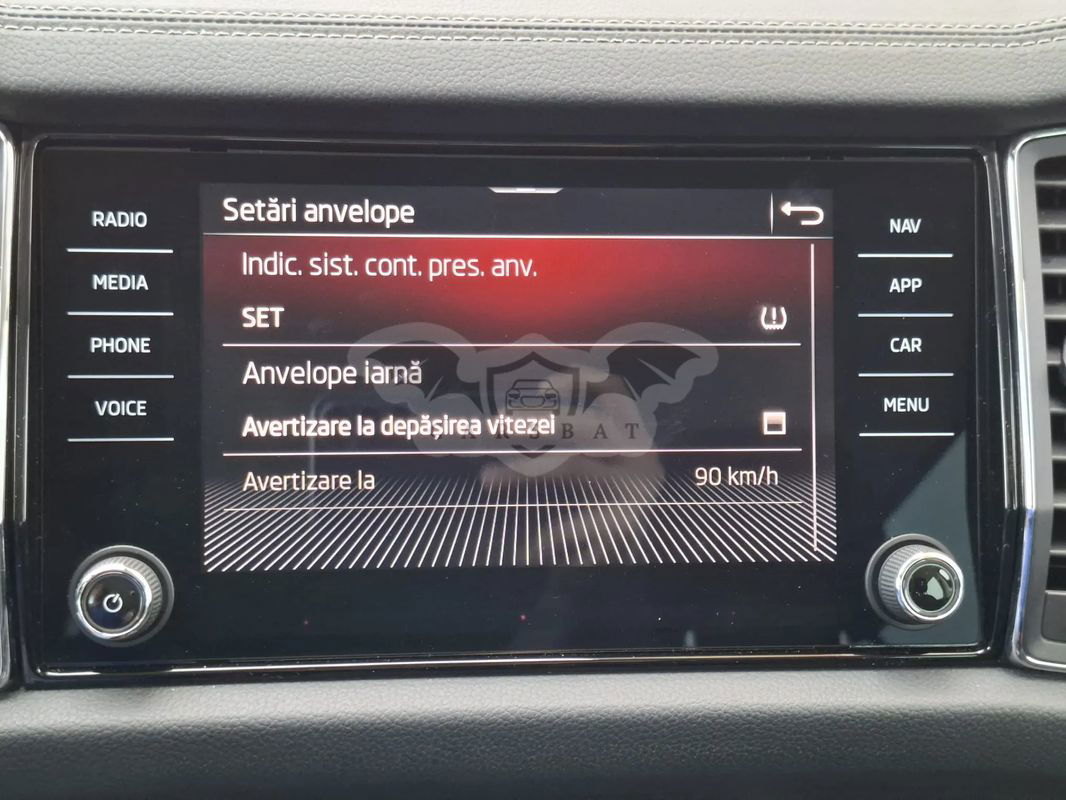 RADIO
MEDIA
PHONE
VOICE
Setări anvelope
Indic. sist. cont. pres. anv.
SET
Anvelope iarnă
Avertizare la depășirea vitezei
Avertizare la 90 km/h
NAV
APP
CAR
MENU